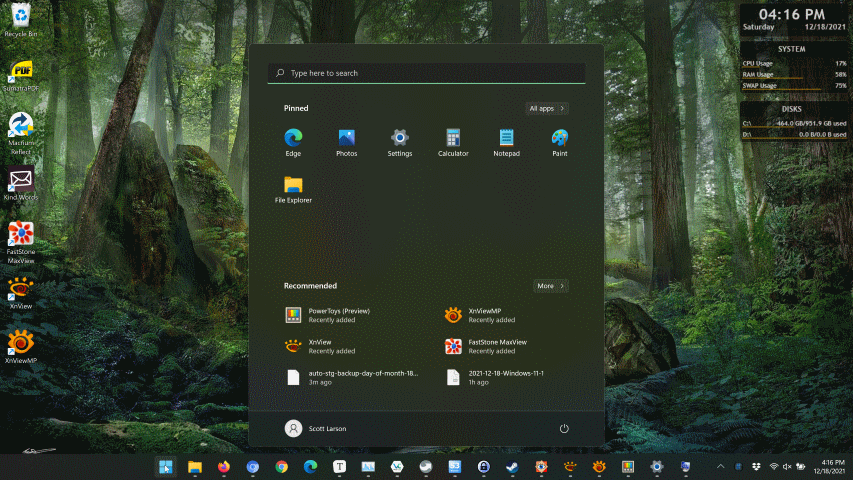 Recycle Bin
SumatraPDF
Macrium
Reflect
Kind Words
FastStone
MaxView
XnView
XnViewMP
Type here to search
Pinned
All apps
Edge
Photos
Settings
Calculator
Notepad
Paint
File Explorer
Recommended
More
PowerToys (Preview)
Recently added
XnViewMP
Recently added
XnView
Recently added
FastStone MaxView
Recently added
auto-stg-backup-day-of-month-18...
3m ago
2021-12-18-Windows-11-1
1h ago
Scott Larson
04:16 PM
Saturday 12/18/2021
SYSTEM
CPU Usage 17%
RAM Usage 58%
SWAP Usage 75%
DISKS
C:\ 464.0 GB/951.9 GB used
D:\ 0.0 B/0.0 B used
4:16 PM
12/18/2021